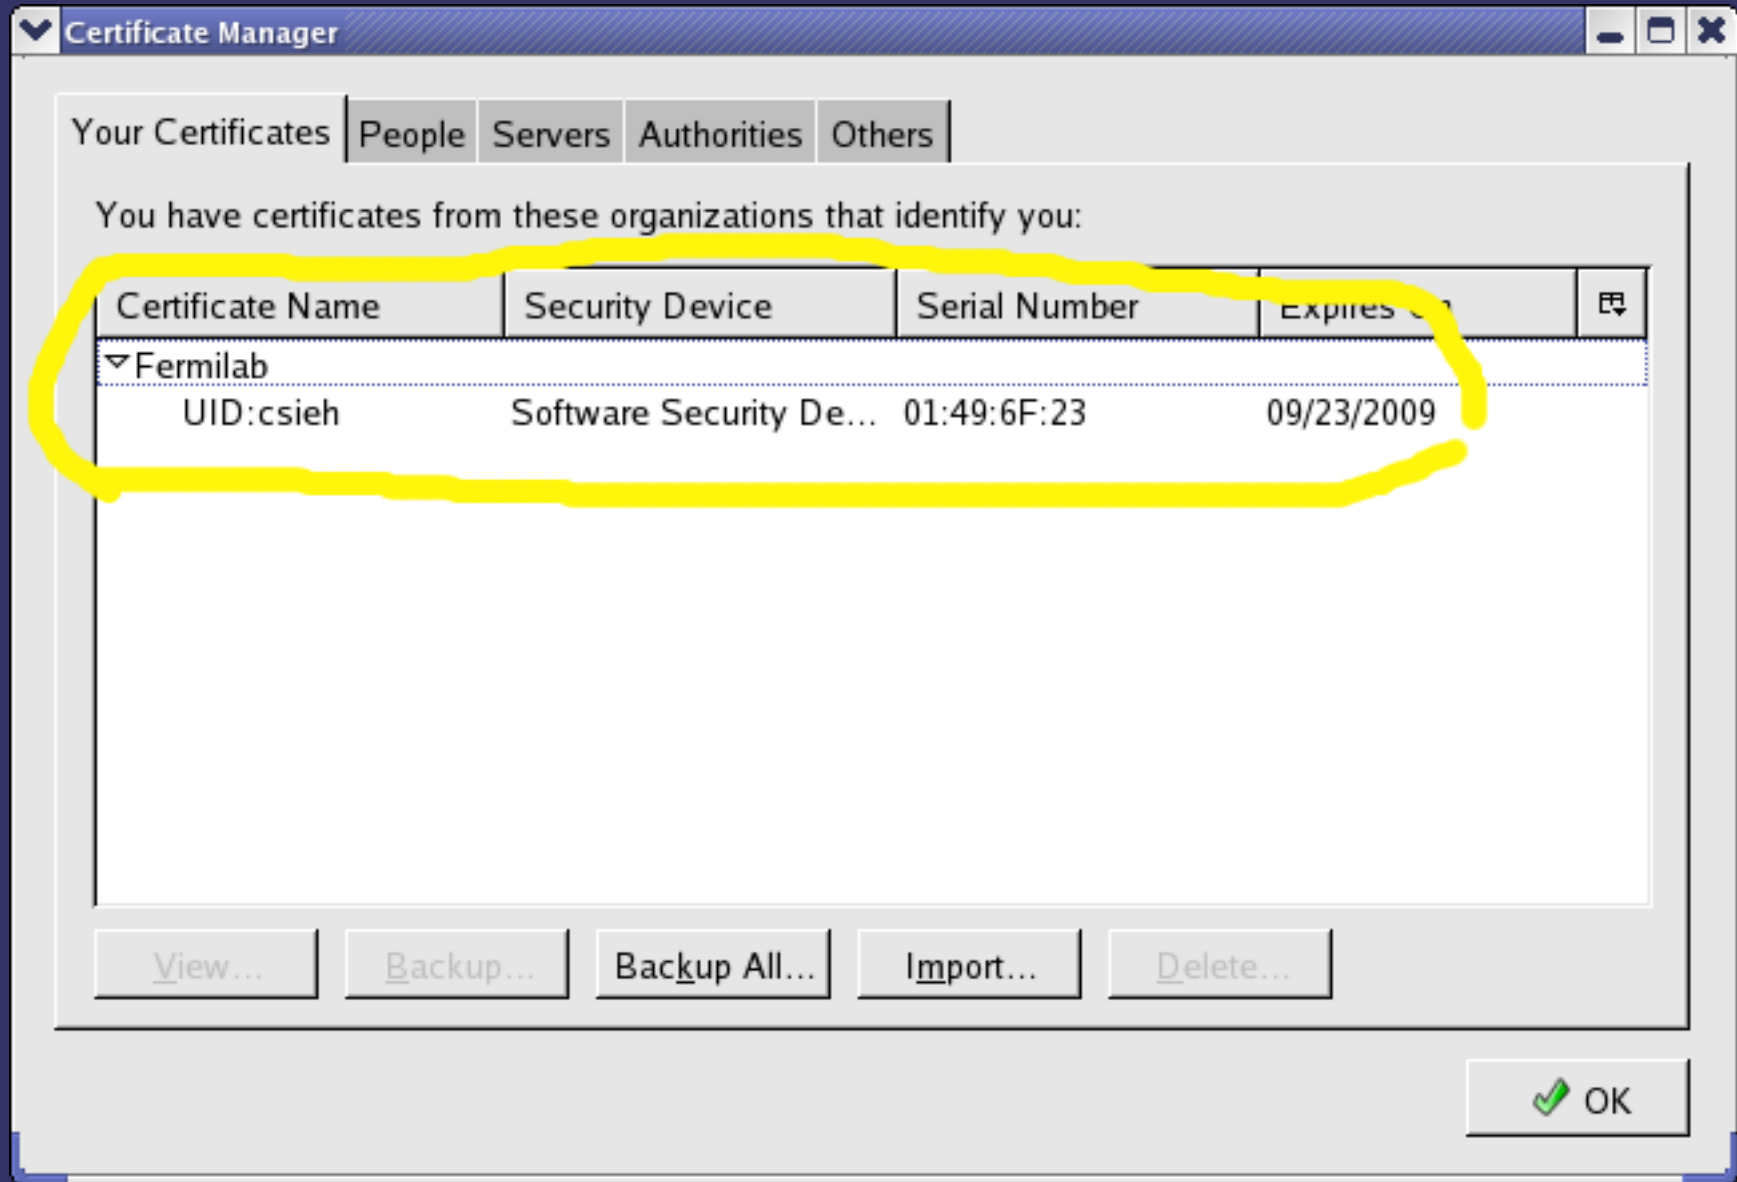 Certificate Manager
Your Certificates People Servers Authorities Others
You have certificates from these organizations that identify you:
Certificate Name Security Device Serial Number Expires On
Fermilab
UID:csieh Software Security De... 01:49:6F:23 09/23/2009
View... Backup... Backup All... Import... Delete...
OK